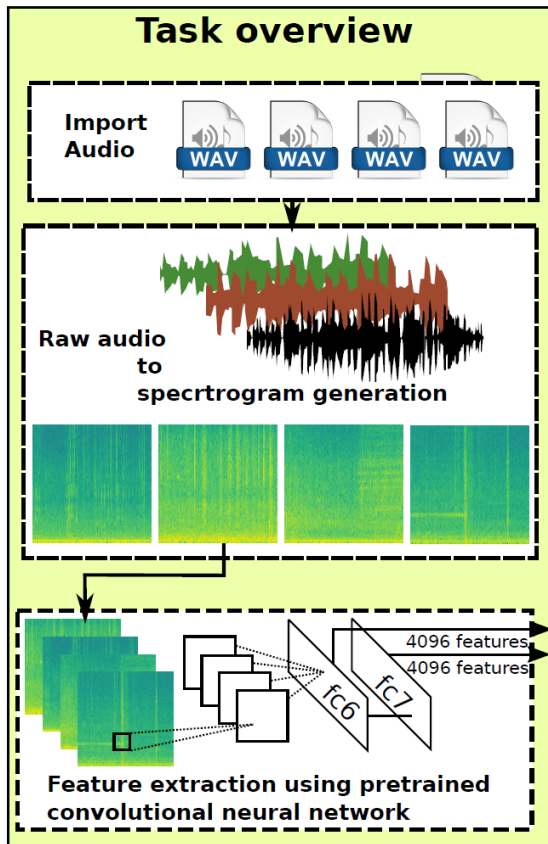 Task overview
Import
Audio
WAV WAV WAV WAV
Raw audio
to
specrtrogram generation
4096 features
4096 features
fc6 fc7
Feature extraction using pretrained
convolutional neural network